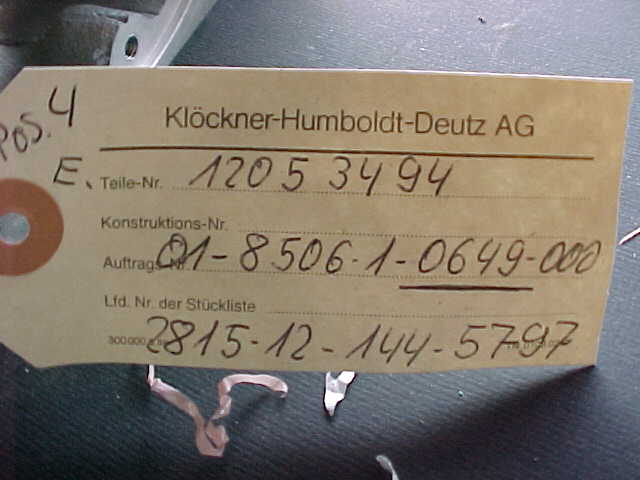 Pos. 4
Klöckner-Humboldt-Deutz AG
E. Teile-Nr. 1205 3494
Konstruktions-Nr.
Auftrags-Nr. 01-8506-1-0649-000
Lfd. Nr. der Stückliste
2815-12-144-5797